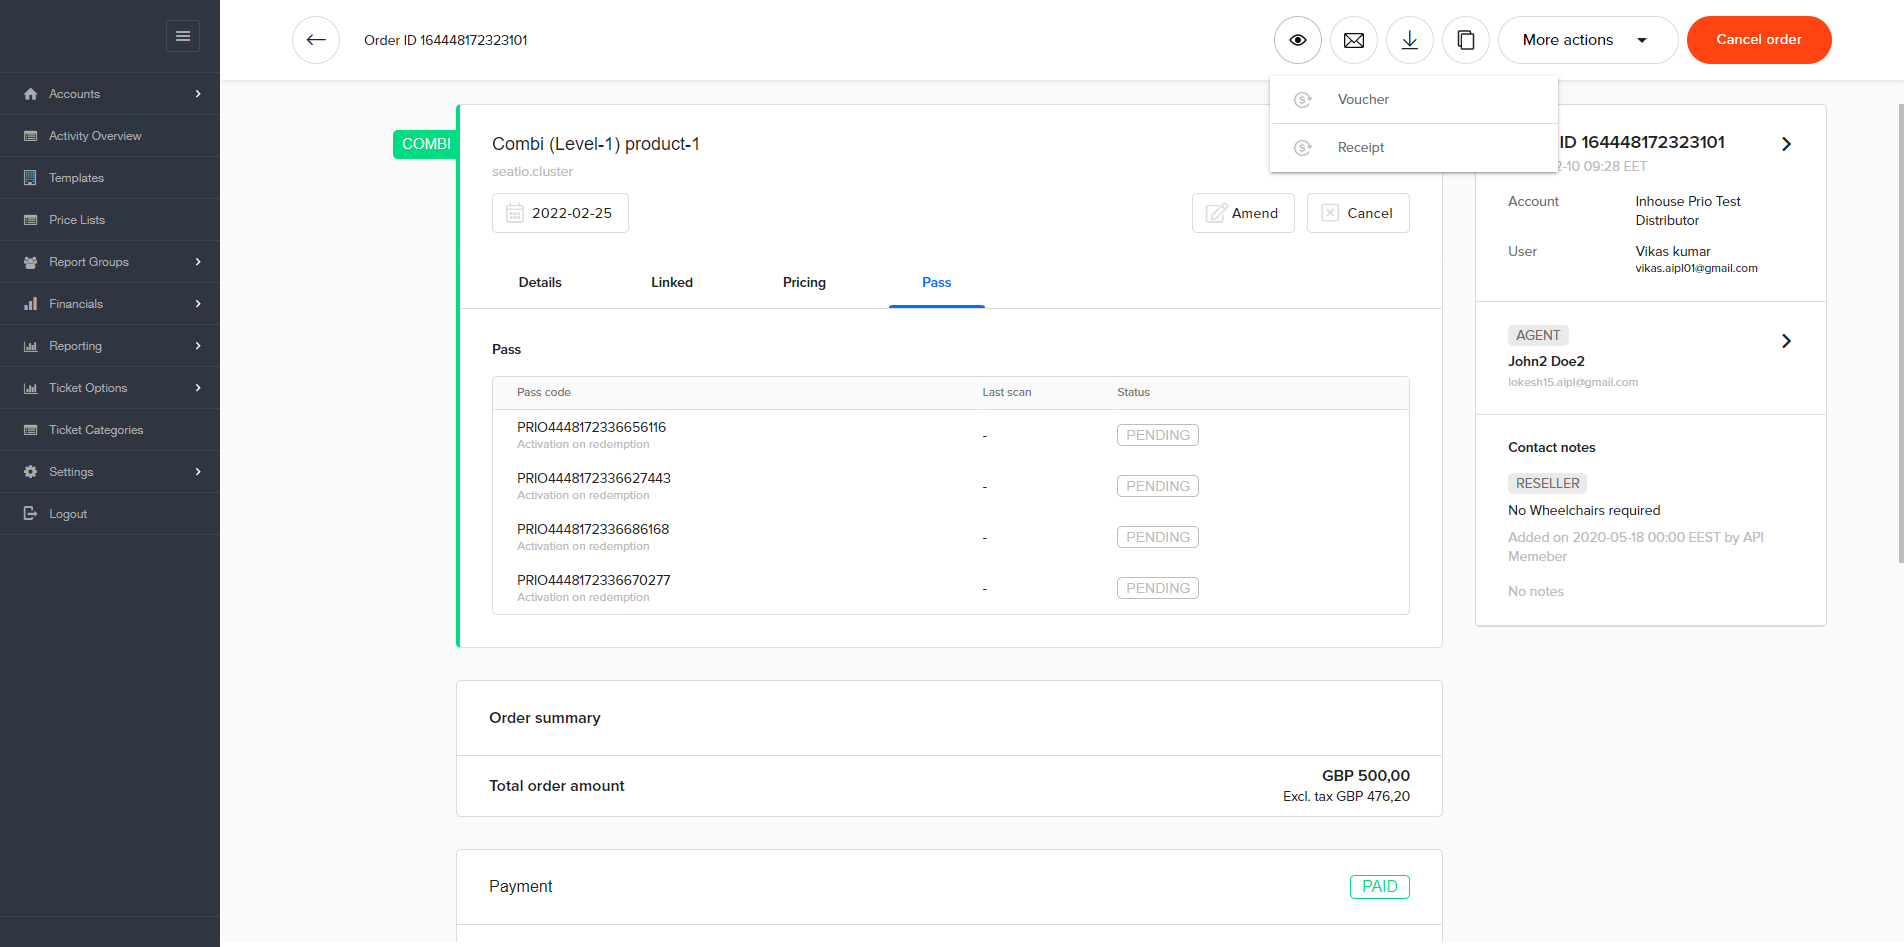 Order ID 164448172323101
More actions
Cancel order
Voucher
Receipt
Accounts
Activity Overview
Templates
Price Lists
Report Groups
Financials
Reporting
Ticket Options
Ticket Categories
Settings
Logout
COMBI
Combi (Level-1) product-1
seatio.cluster
2022-02-25
Amend
Cancel
Details
Linked
Pricing
Pass
Pass
Pass code
Last scan
Status
PRIO4448172336656116
-
PENDING
Activation on redemption
PRIO4448172336627443
-
PENDING
Activation on redemption
PRIO4448172336686168
-
PENDING
Activation on redemption
PRIO4448172336670277
-
PENDING
Activation on redemption
Order summary
Total order amount
GBP 500,00
Excl. tax GBP 476,20
Payment
PAID
ID 164448172323101
-10 09:28 EET
Account
Inhouse Prio Test
Distributor
User
Vikas kumar
vikas.aipl01@gmail.com
AGENT
John2 Doe2
lokesh15.aipl@gmail.com
Contact notes
RESELLER
No Wheelchairs required
Added on 2020-05-18 00:00 EEST by API
Memeber
No notes